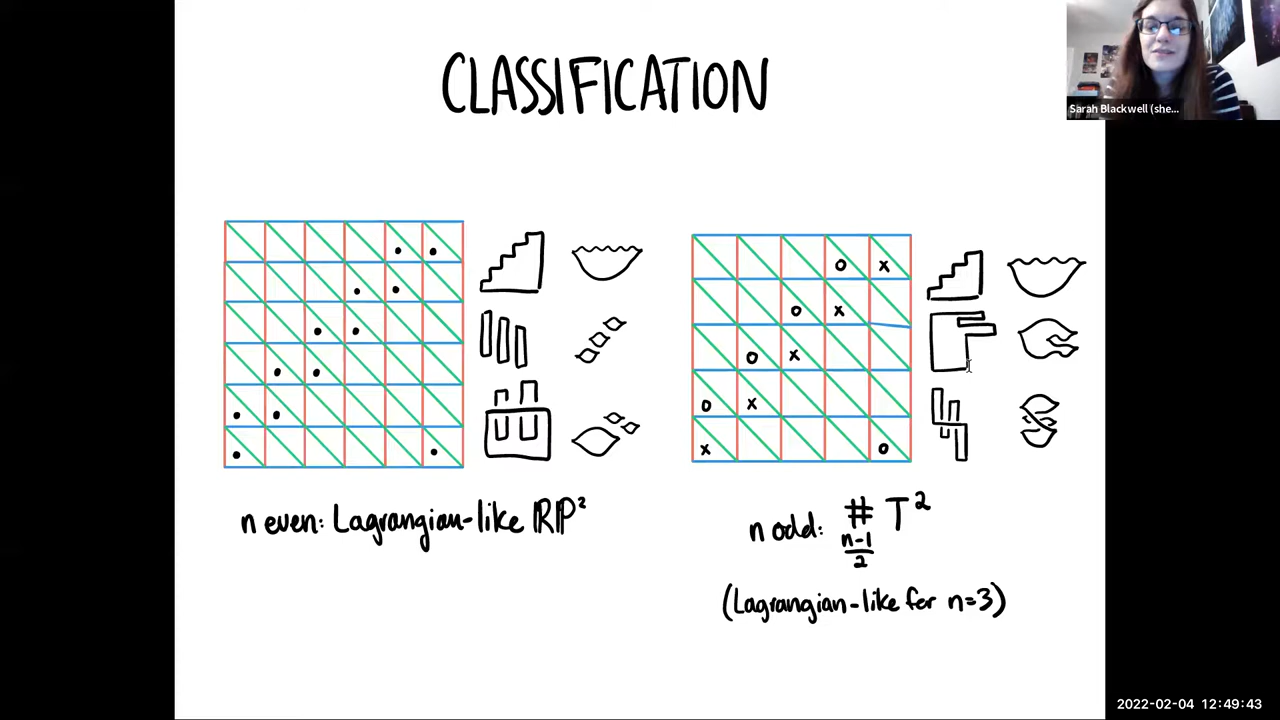 CLASSIFICATION
Sarah Blackwell (she...
n even: Lagrangian-like RP²
n odd: # T²
n-1
2
(Lagrangian-like for n=3)
2022-02-04 12:49:43